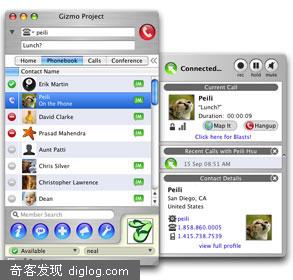 Gizmo Project
peili
Lunch?
Home
Phonebook
Calls
Conference
Contact Name
Erik Martin
Peili
On the Phone
David Clarke
Prasad Mahendra
Aunt Patti
Chris Silver
Christopher Lawrence
Dean
Member Search
Available
neal
Connected...
rec
hold
mute
Current Call
Peili
"Lunch?"
Duration: 00:09
Map It
Hangup
Click here for Blasts!
Recent Calls with Peili Hsu
15 Sep 08:51 AM
Contact Details
Peili
San Diego, CA
United States
peili
1.858.860.0005
1.415.738.7539
view full profile
奇客发现 diglog.com